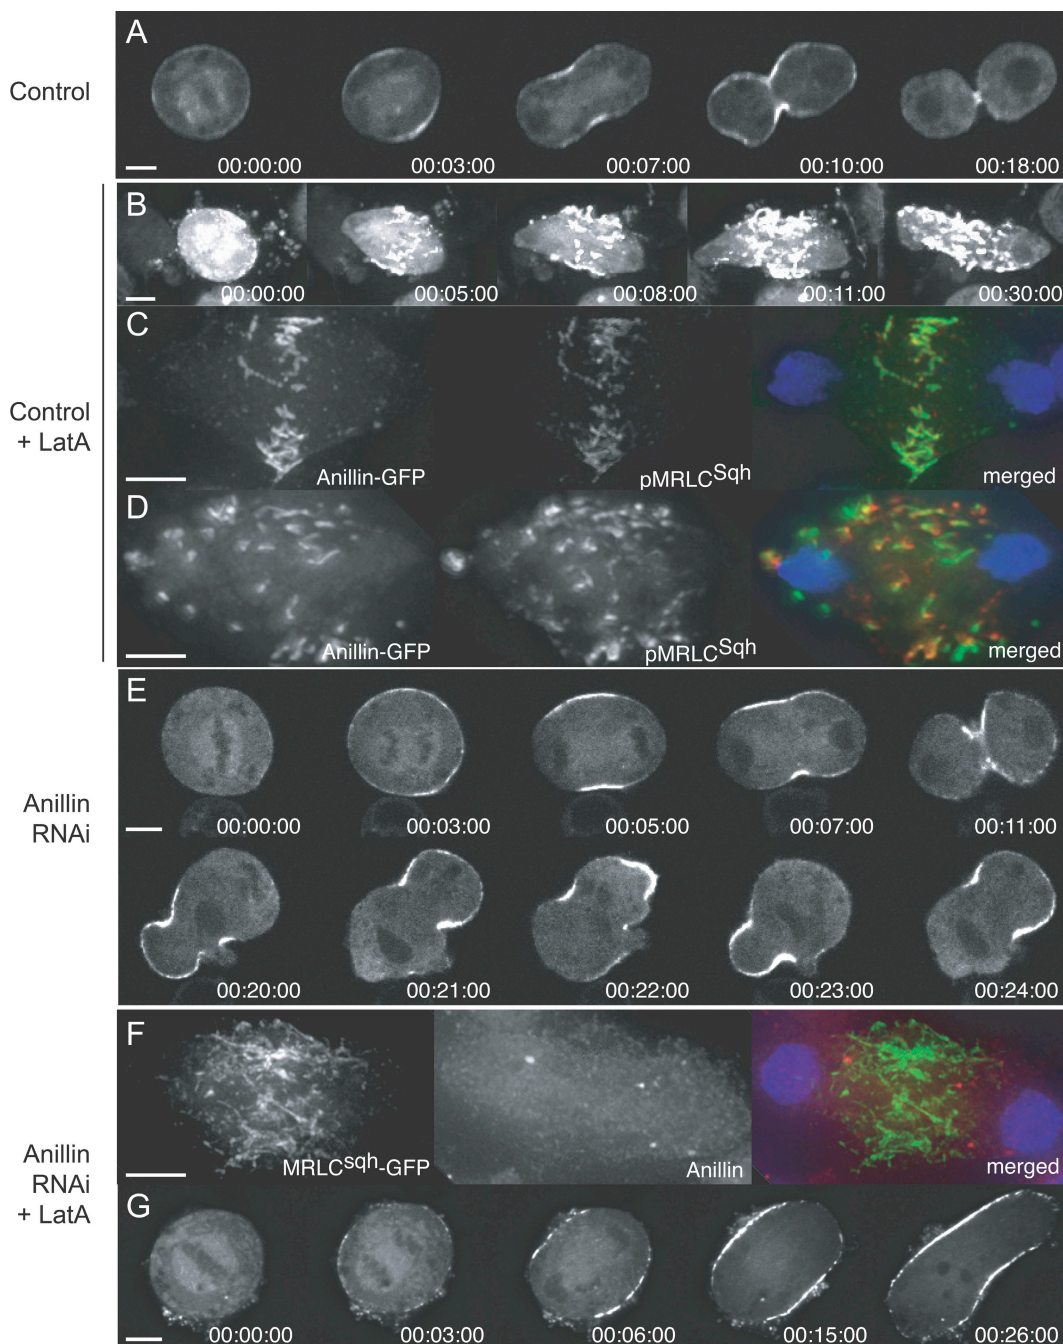 A
Control
00:00:00 00:03:00 00:07:00 00:10:00 00:18:00
B
00:00:00 00:05:00 00:08:00 00:11:00 00:30:00
C
Control
+ LatA
Anillin-GFP pMRLCSqh merged
D
Anillin-GFP pMRLCSqh merged
E
Anillin
RNAi
00:00:00 00:03:00 00:05:00 00:07:00 00:11:00
00:20:00 00:21:00 00:22:00 00:23:00 00:24:00
F
MRLCsqh-GFP Anillin merged
Anillin
RNAi
+ LatA
G
00:00:00 00:03:00 00:06:00 00:15:00 00:26:00